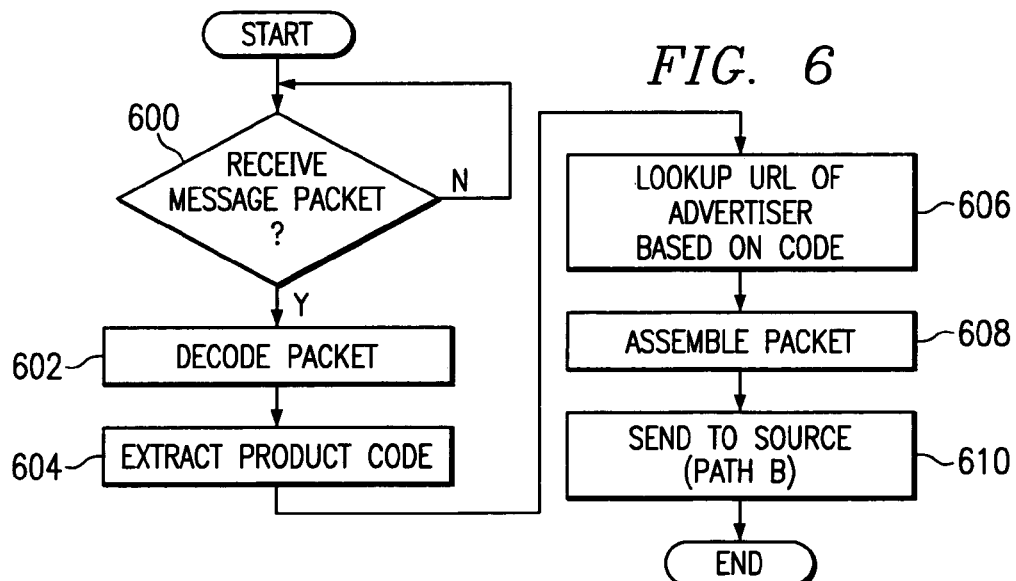 START
FIG. 6
600
RECEIVE
MESSAGE PACKET
?
N
Y
602
DECODE PACKET
604
EXTRACT PRODUCT CODE
LOOKUP URL OF
ADVERTISER
BASED ON CODE
606
ASSEMBLE PACKET
608
SEND TO SOURCE
(PATH B)
610
END